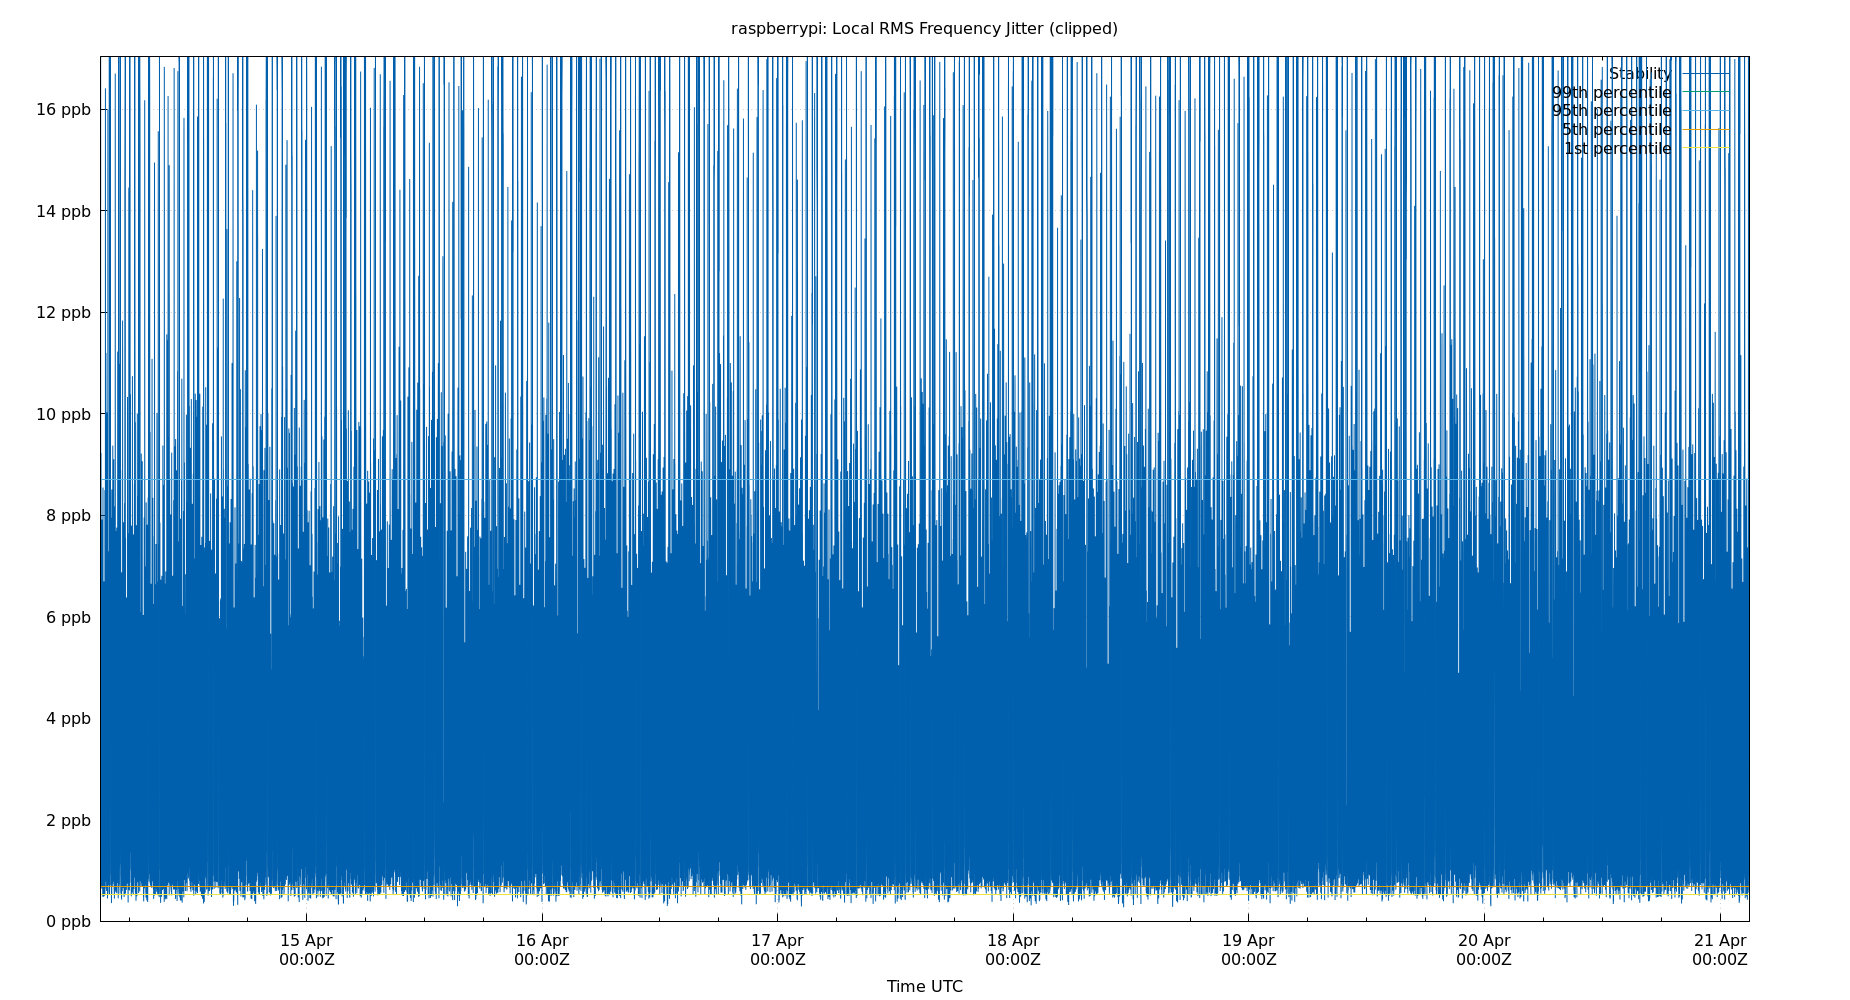 raspberrypi: Local RMS Frequency Jitter (clipped)
Stability
99th percentile
95th percentile
5th percentile
1st percentile
16 ppb
14 ppb
12 ppb
10 ppb
8 ppb
6 ppb
4 ppb
2 ppb
0 ppb
15 Apr 16 Apr 17 Apr 18 Apr 19 Apr 20 Apr 21 Apr
00:00Z 00:00Z 00:00Z 00:00Z 00:00Z 00:00Z 00:00Z
Time UTC